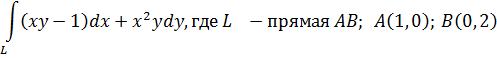 ∫_L (xy − 1)dx + x²ydy, где L − прямая AB; A(1,0); B(0,2)